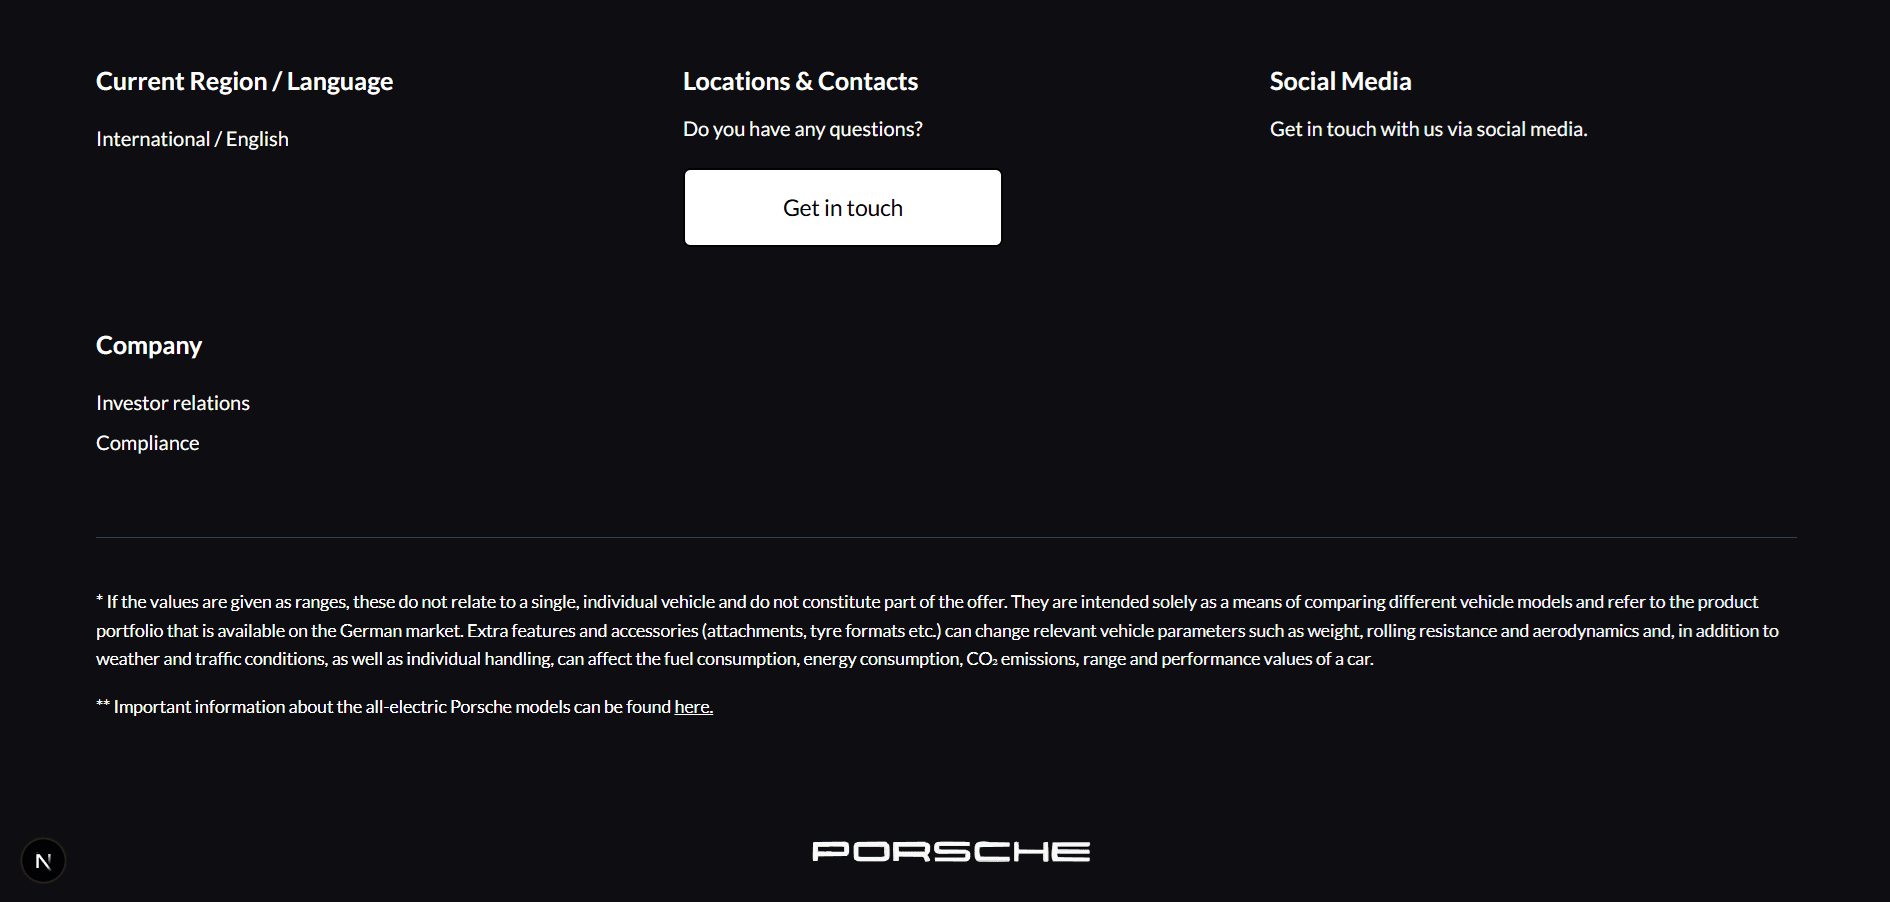 Current Region / Language
International / English
Locations & Contacts
Do you have any questions?
Get in touch
Social Media
Get in touch with us via social media.
Company
Investor relations
Compliance
* If the values are given as ranges, these do not relate to a single, individual vehicle and do not constitute part of the offer. They are intended solely as a means of comparing different vehicle models and refer to the product
portfolio that is available on the German market. Extra features and accessories (attachments, tyre formats etc.) can change relevant vehicle parameters such as weight, rolling resistance and aerodynamics and, in addition to
weather and traffic conditions, as well as individual handling, can affect the fuel consumption, energy consumption, CO₂ emissions, range and performance values of a car.
** Important information about the all-electric Porsche models can be found here.
N
PORSCHE